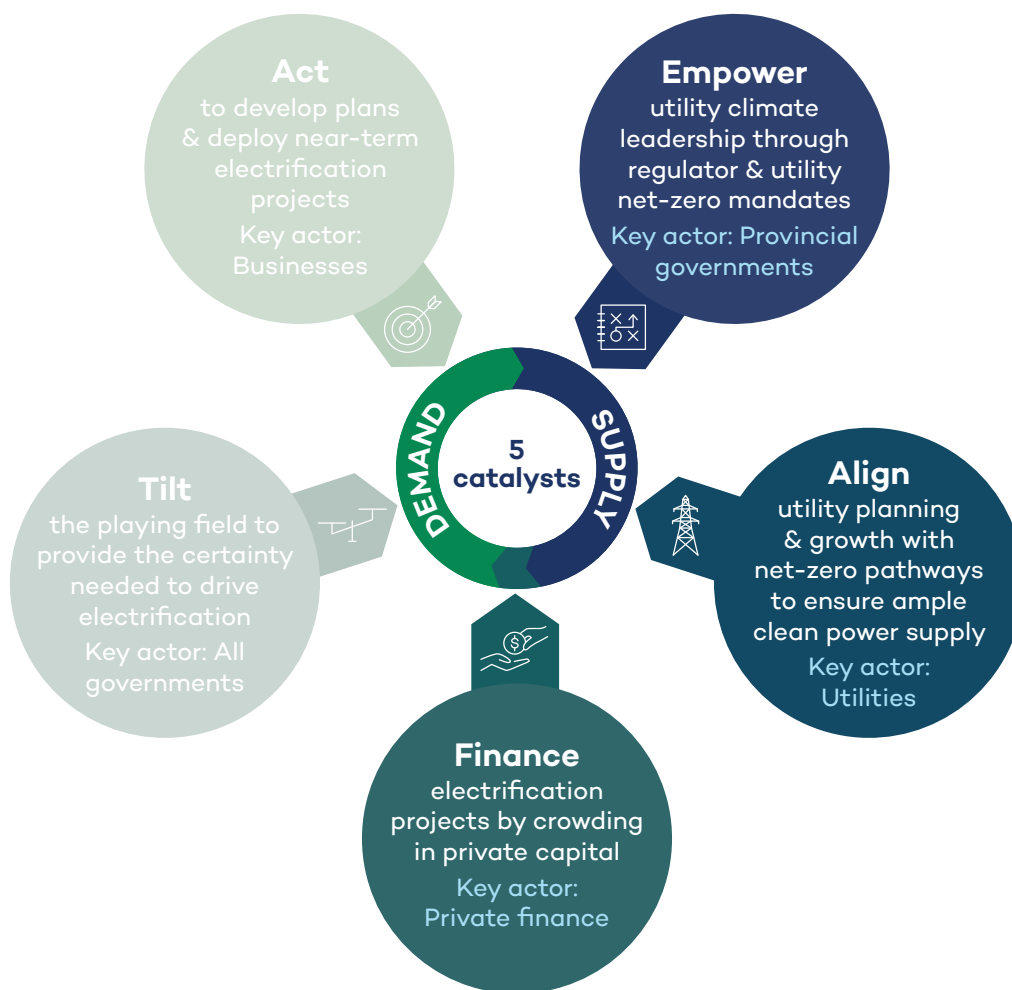 Act
to develop plans
& deploy near-term
electrification
projects
Key actor:
Businesses
Empower
utility climate
leadership through
regulator & utility
net-zero mandates
Key actor: Provincial
governments
DEMAND
5
catalysts
SUPPLY
Tilt
the playing field to
provide the certainty
needed to drive
electrification
Key actor: All
governments
Align
utility planning
& growth with
net-zero pathways
to ensure ample
clean power supply
Key actor:
Utilities
$
Finance
electrification
projects by crowding
in private capital
Key actor:
Private finance